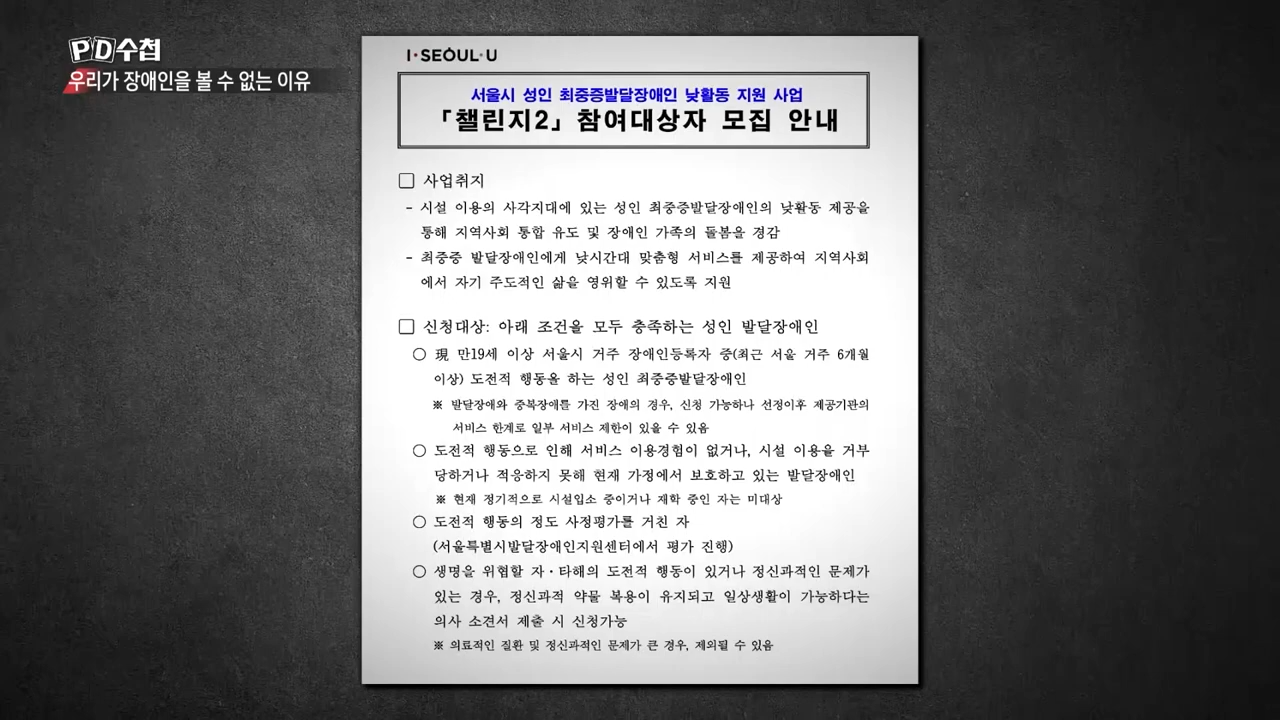 PD수첩
우리가 장애인을 볼 수 없는 이유
I·SEOUL·U
서울시 성인 최중증발달장애인 낮활동 지원 사업
「챌린지2」 참여대상자 모집 안내
□ 사업취지
- 시설 이용의 사각지대에 있는 성인 최중증발달장애인의 낮활동 제공을
통해 지역사회 통합 유도 및 장애인 가족의 돌봄을 경감
- 최중증 발달장애인에게 낮시간대 맞춤형 서비스를 제공하여 지역사회
에서 자기 주도적인 삶을 영위할 수 있도록 지원
□ 신청대상: 아래 조건을 모두 충족하는 성인 발달장애인
○ 現 만19세 이상 서울시 거주 장애인등록자 중(최근 서울 거주 6개월
이상) 도전적 행동을 하는 성인 최중증발달장애인
※ 발달장애와 중복장애를 가진 장애의 경우, 신청 가능하나 선정이후 제공기관의
서비스 한계로 일부 서비스 제한이 있을 수 있음
○ 도전적 행동으로 인해 서비스 이용경험이 없거나, 시설 이용을 거부
당하거나 적응하지 못해 현재 가정에서 보호하고 있는 발달장애인
※ 현재 정기적으로 시설입소 중이거나 재학 중인 자는 미대상
○ 도전적 행동의 정도 사정평가를 거친 자
(서울특별시발달장애인지원센터에서 평가 진행)
○ 생명을 위협할 자·타해의 도전적 행동이 있거나 정신과적인 문제가
있는 경우, 정신과적 약물 복용이 유지되고 일상생활이 가능하다는
의사 소견서 제출 시 신청가능
※ 의료적인 질환 및 정신과적인 문제가 큰 경우, 제외될 수 있음